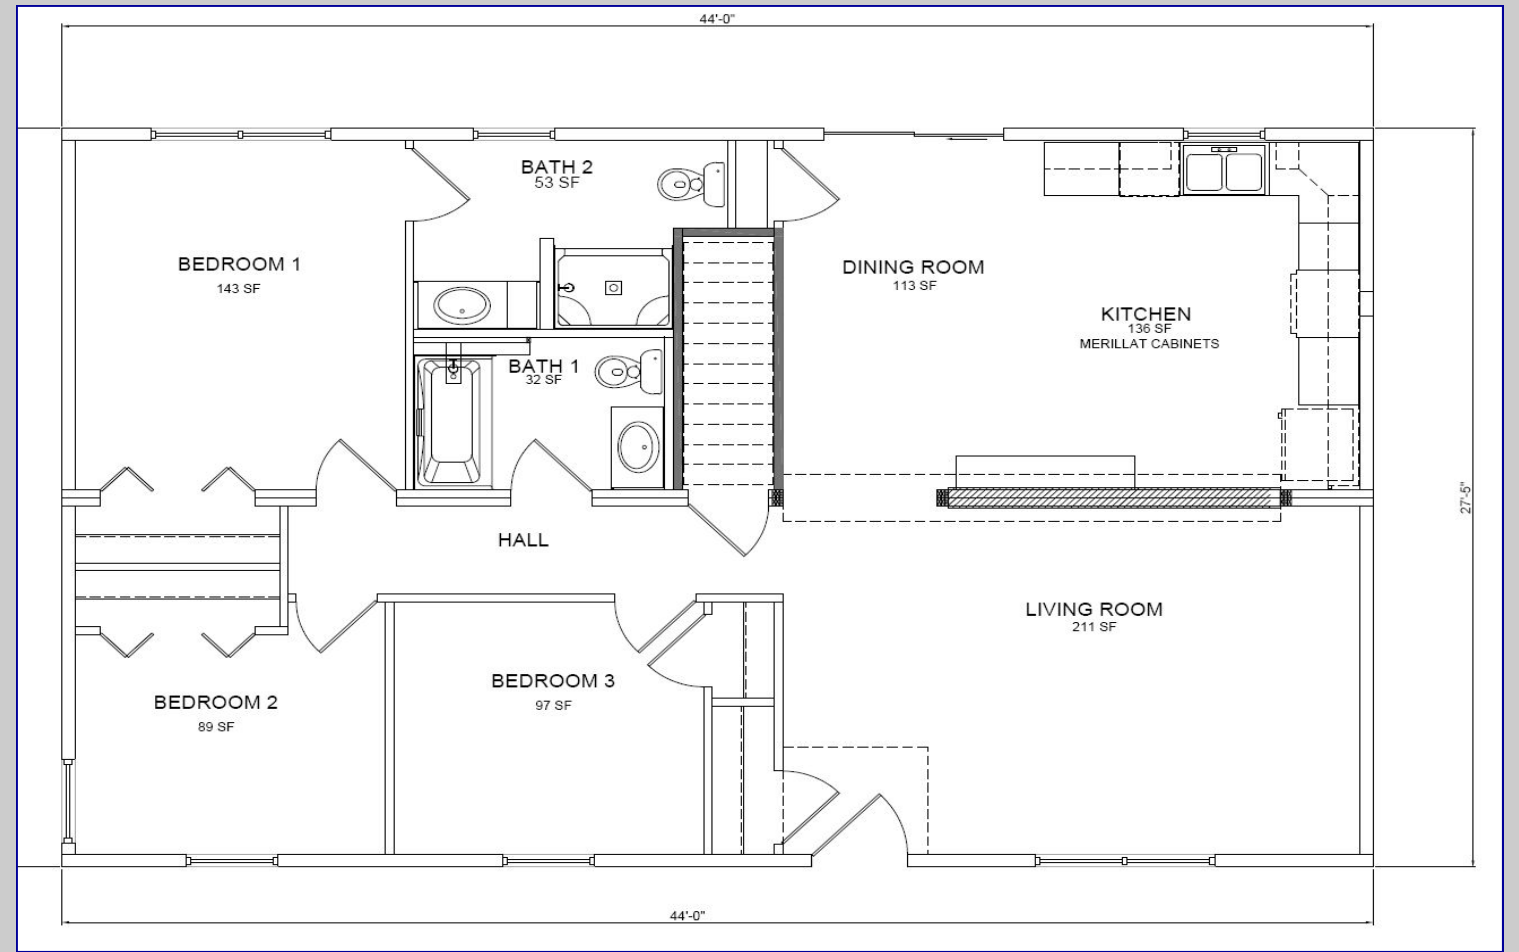 44'-0"
BATH 2
53 SF
BEDROOM 1
143 SF
DINING ROOM
113 SF
KITCHEN
136 SF
MERILLAT CABINETS
BATH 1
32 SF
27'-5"
HALL
LIVING ROOM
211 SF
BEDROOM 3
97 SF
BEDROOM 2
89 SF
44'-0"